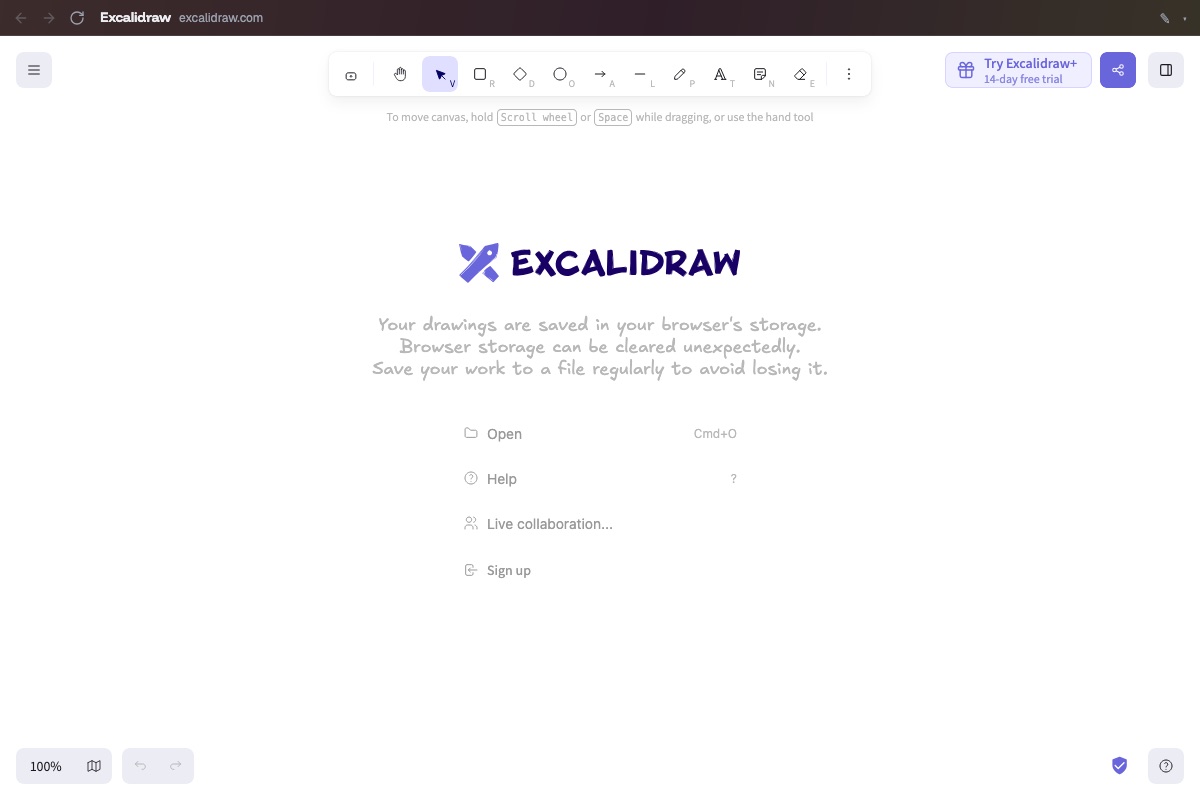 Excalidraw excalidraw.com
V R D O A L P T N E
Try Excalidraw+
14-day free trial
To move canvas, hold Scroll wheel or Space while dragging, or use the hand tool
EXCALIDRAW
Your drawings are saved in your browser's storage.
Browser storage can be cleared unexpectedly.
Save your work to a file regularly to avoid losing it.
Open Cmd+O
Help ?
Live collaboration...
Sign up
100%